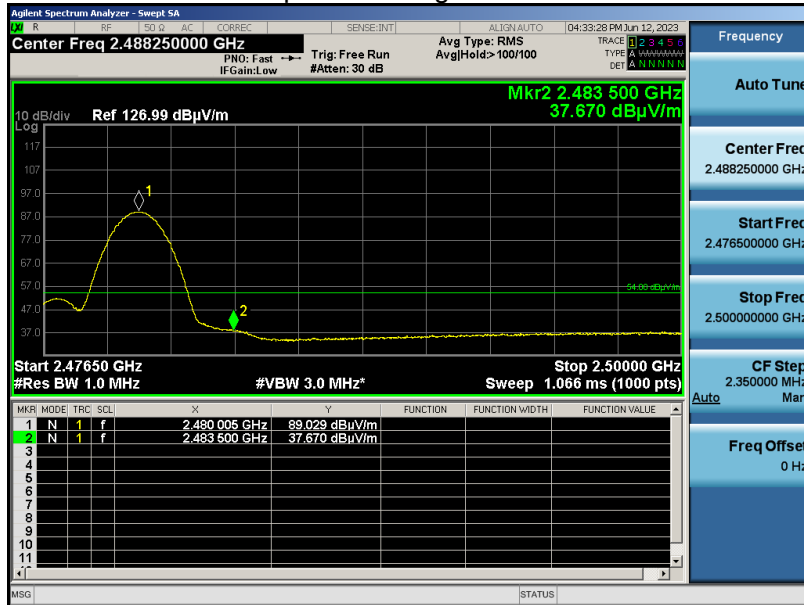 Agilent Spectrum Analyzer - Swept SA
LXI R RF 50 Ω AC CORREC SENSE:INT ALIGN AUTO 04:33:28 PM Jun 12, 2023
Center Freq 2.488250000 GHz
PNO: Fast
IFGain:Low
Trig: Free Run
#Atten: 30 dB
Avg Type: RMS
Avg|Hold:>100/100
TRACE 1 2 3 4 5 6
TYPE A WWWWW
DET A N N N N N
Mkr2 2.483 500 GHz
37.670 dBµV/m
10 dB/div Ref 126.99 dBµV/m
Log
117
107
97.0
87.0
77.0
67.0
57.0
47.0
37.0
1
2
54.00 dBµV/m
Start 2.47650 GHz Stop 2.50000 GHz
#Res BW 1.0 MHz #VBW 3.0 MHz* Sweep 1.066 ms (1000 pts)
MKR MODE TRC SCL X Y FUNCTION FUNCTION WIDTH FUNCTION VALUE
1 N 1 f 2.480 005 GHz 89.029 dBµV/m
2 N 1 f 2.483 500 GHz 37.670 dBµV/m
3
4
5
6
7
8
9
10
11
MSG STATUS
Frequency
Auto Tune
Center Freq
2.488250000 GHz
Start Freq
2.476500000 GHz
Stop Freq
2.500000000 GHz
CF Step
2.350000 MHz
Auto Man
Freq Offset
0 Hz